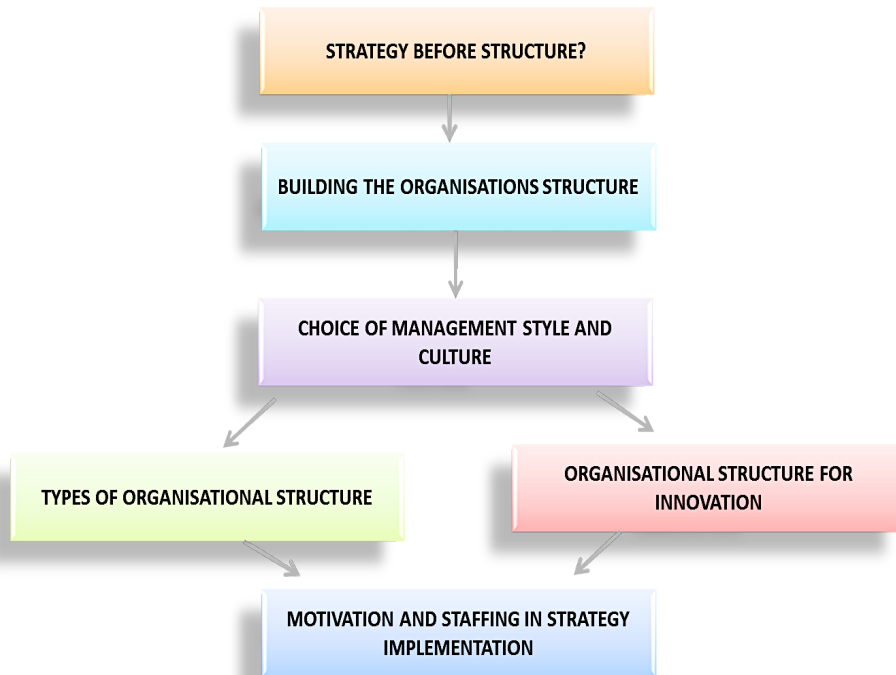 STRATEGY BEFORE STRUCTURE?
BUILDING THE ORGANISATIONS STRUCTURE
CHOICE OF MANAGEMENT STYLE AND
CULTURE
TYPES OF ORGANISATIONAL STRUCTURE
ORGANISATIONAL STRUCTURE FOR
INNOVATION
MOTIVATION AND STAFFING IN STRATEGY
IMPLEMENTATION